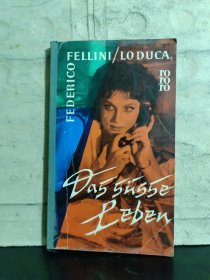 FEDERICO
FELLINI/LO DUCA
ro
ro
ro
Das süsse
Leben